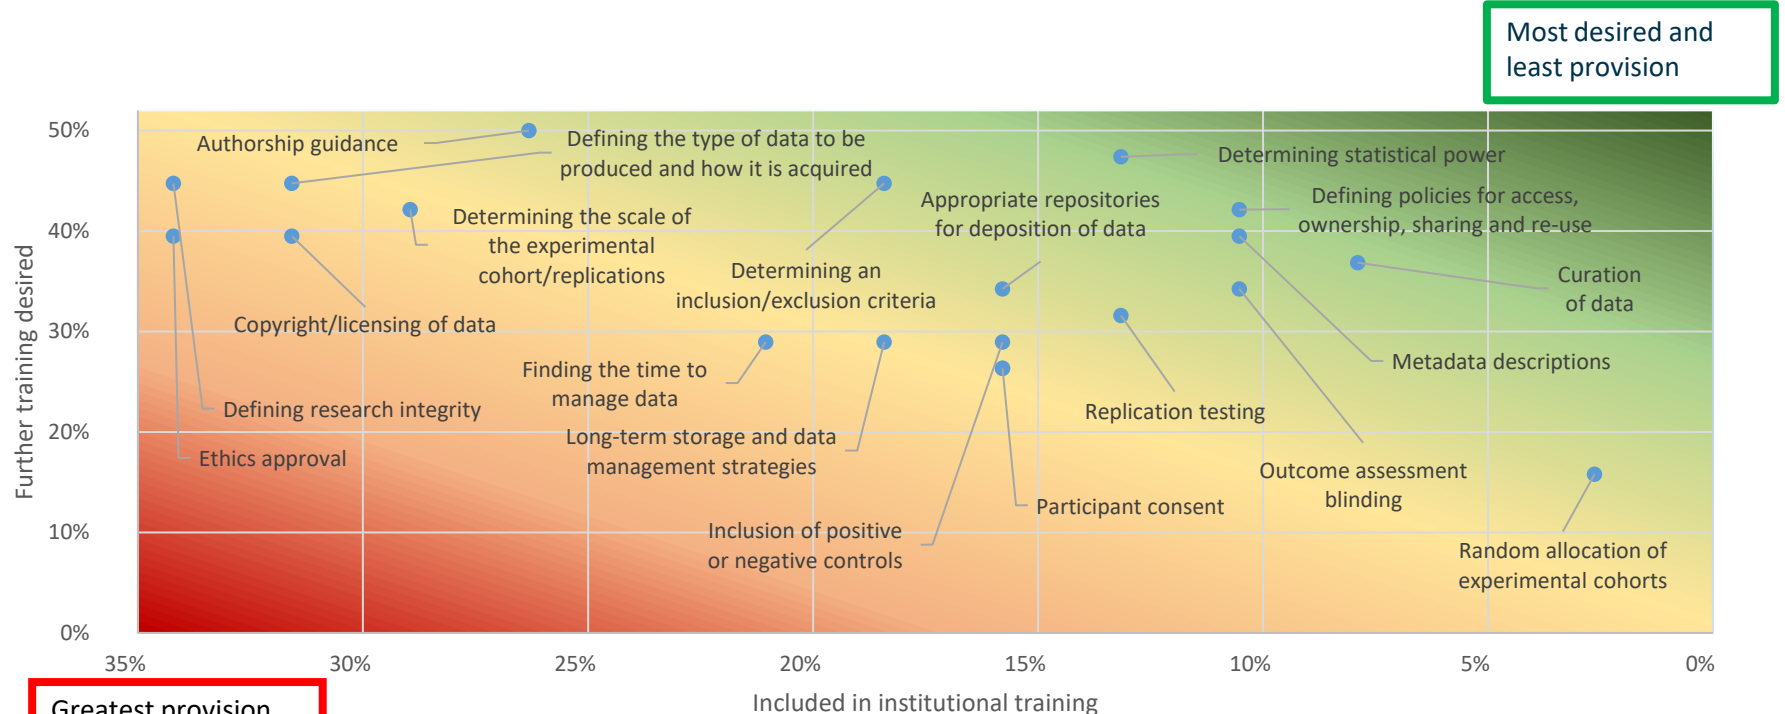 Most desired and
least provision
50%
40%
30%
20%
10%
0%
Further training desired
Authorship guidance
Defining the type of data to be
produced and how it is acquired
Determining statistical power
Appropriate repositories
for deposition of data
Defining policies for access,
ownership, sharing and re-use
Determining the scale of
the experimental
cohort/replications
Determining an
inclusion/exclusion criteria
Curation
of data
Copyright/licensing of data
Metadata descriptions
Finding the time to
manage data
Defining research integrity
Replication testing
Long-term storage and data
management strategies
Ethics approval
Outcome assessment
blinding
Participant consent
Inclusion of positive
or negative controls
Random allocation of
experimental cohorts
35%
30%
25%
20%
15%
10%
5%
0%
Included in institutional training
Greatest provision